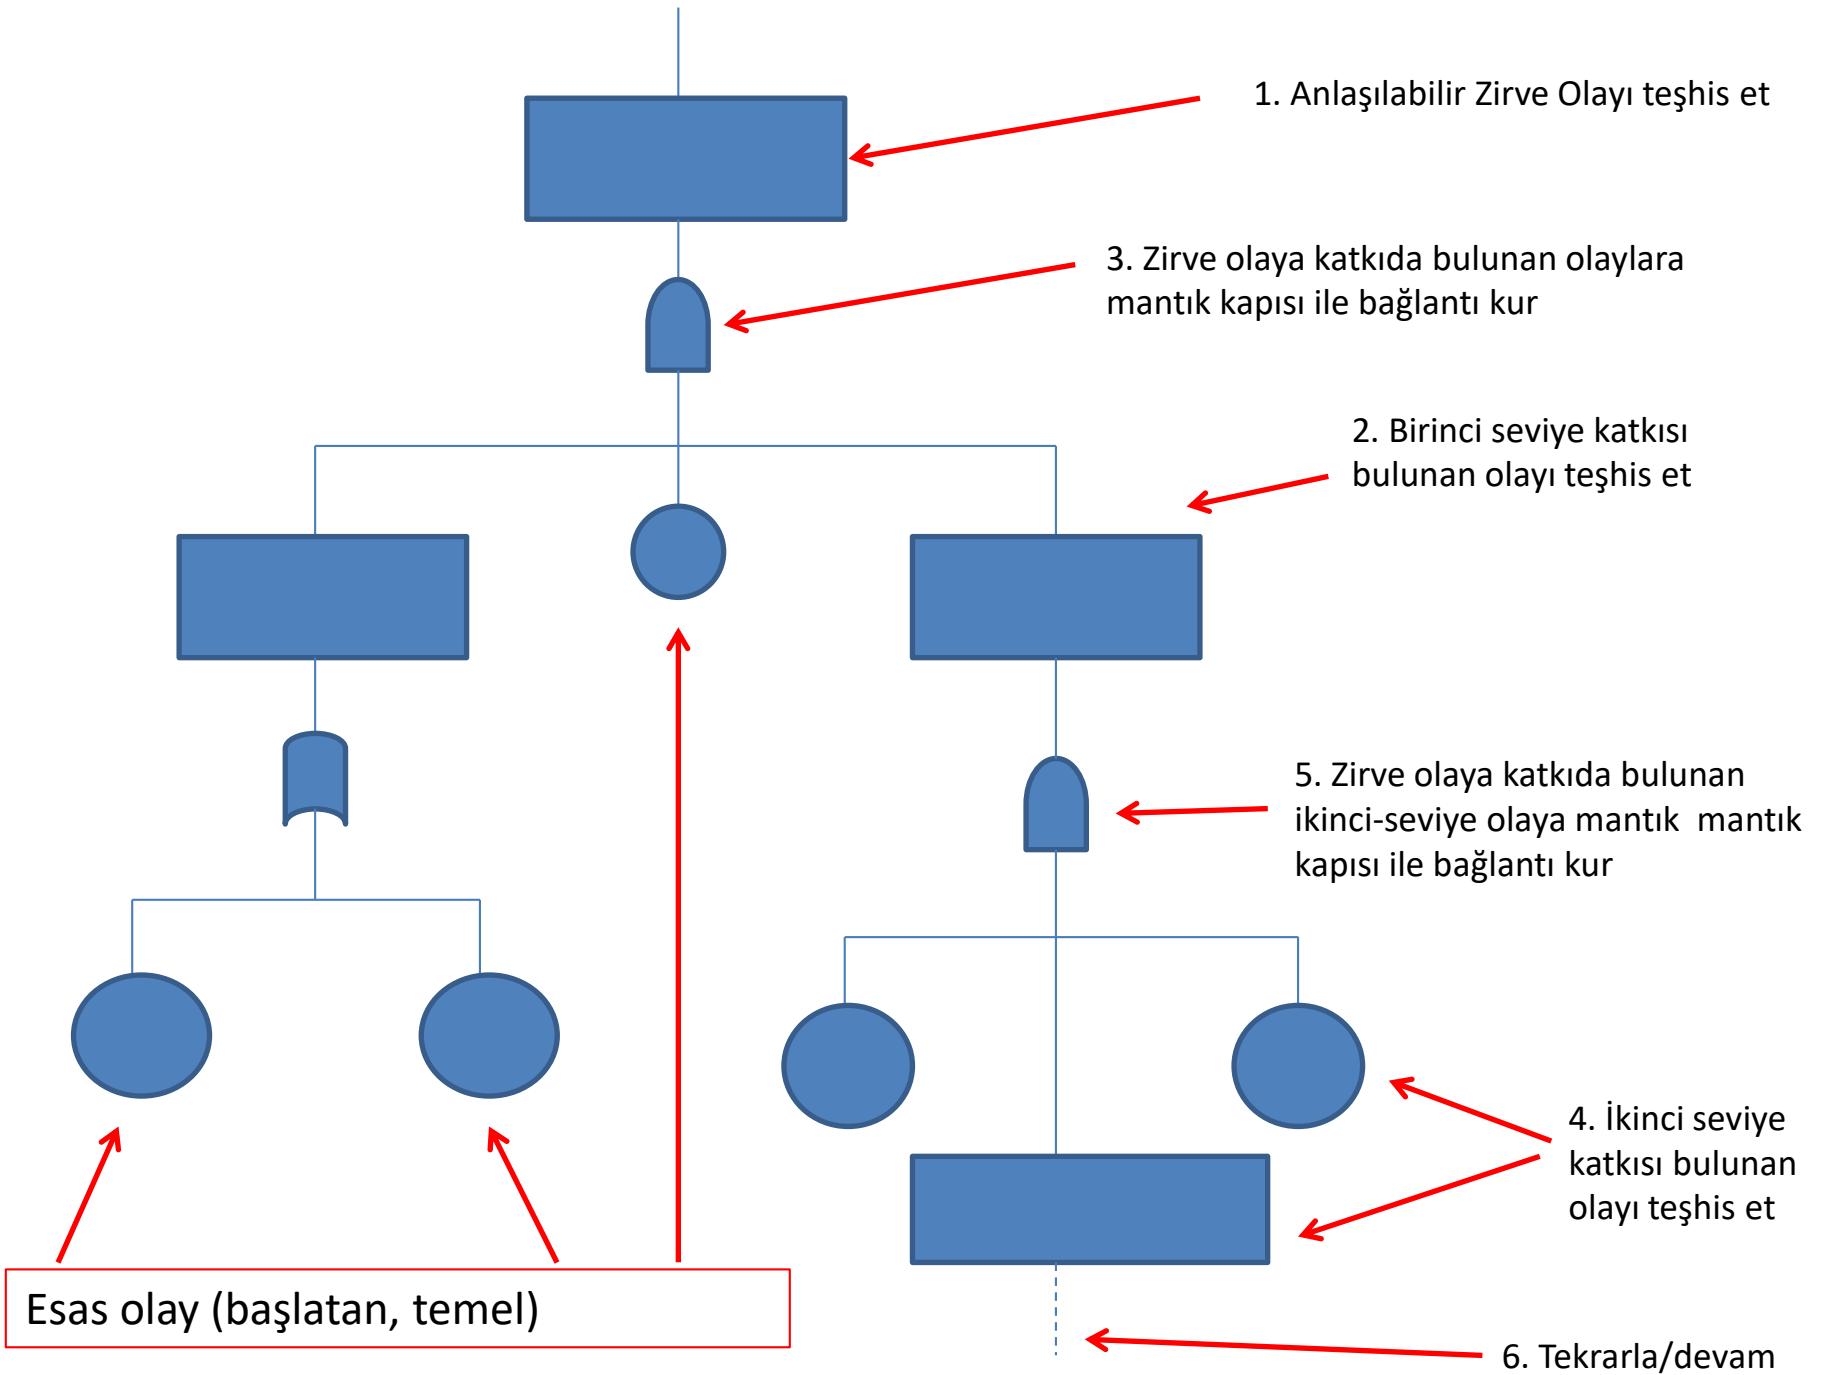 1. Anlaşılabilir Zirve Olayı teşhis et
3. Zirve olaya katkıda bulunan olaylara
mantık kapısı ile bağlantı kur
2. Birinci seviye katkısı
bulunan olayı teşhis et
5. Zirve olaya katkıda bulunan
ikinci-seviye olaya mantık  mantık
kapısı ile bağlantı kur
4. İkinci seviye
katkısı bulunan
olayı teşhis et
Esas olay (başlatan, temel)
6. Tekrarla/devam